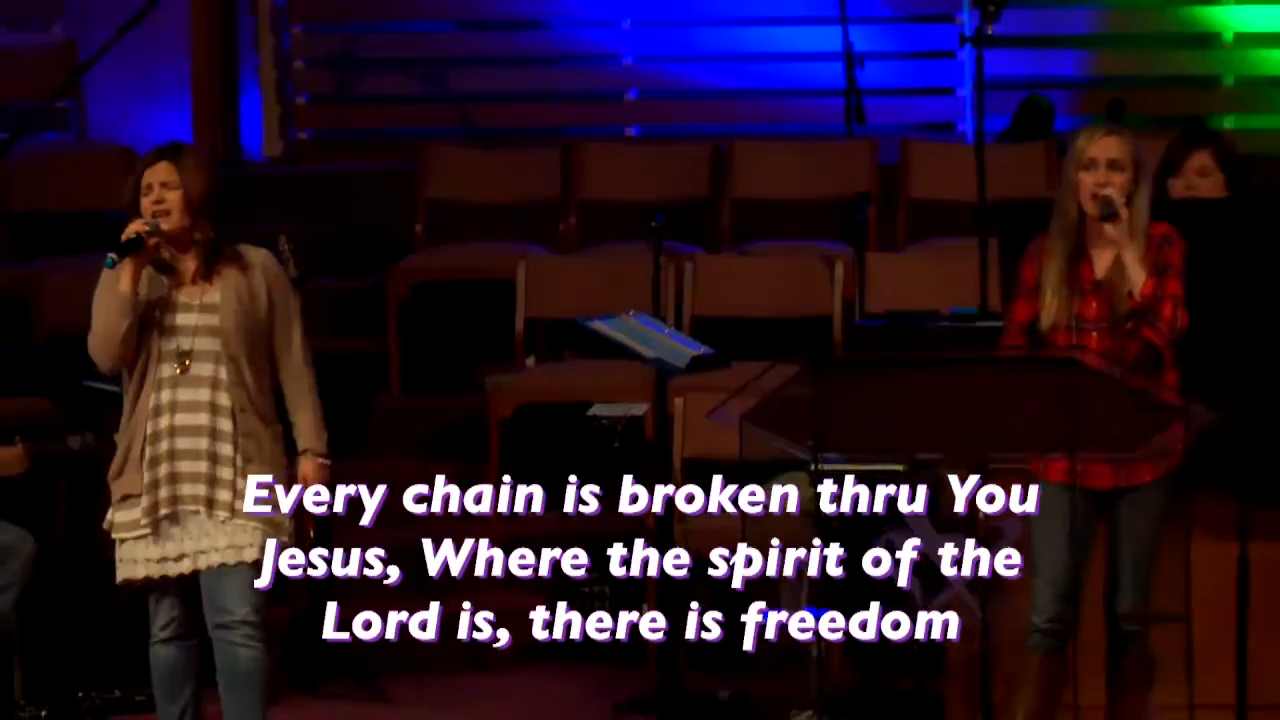 Every chain is broken thru You
Jesus, Where the spirit of the
Lord is, there is freedom